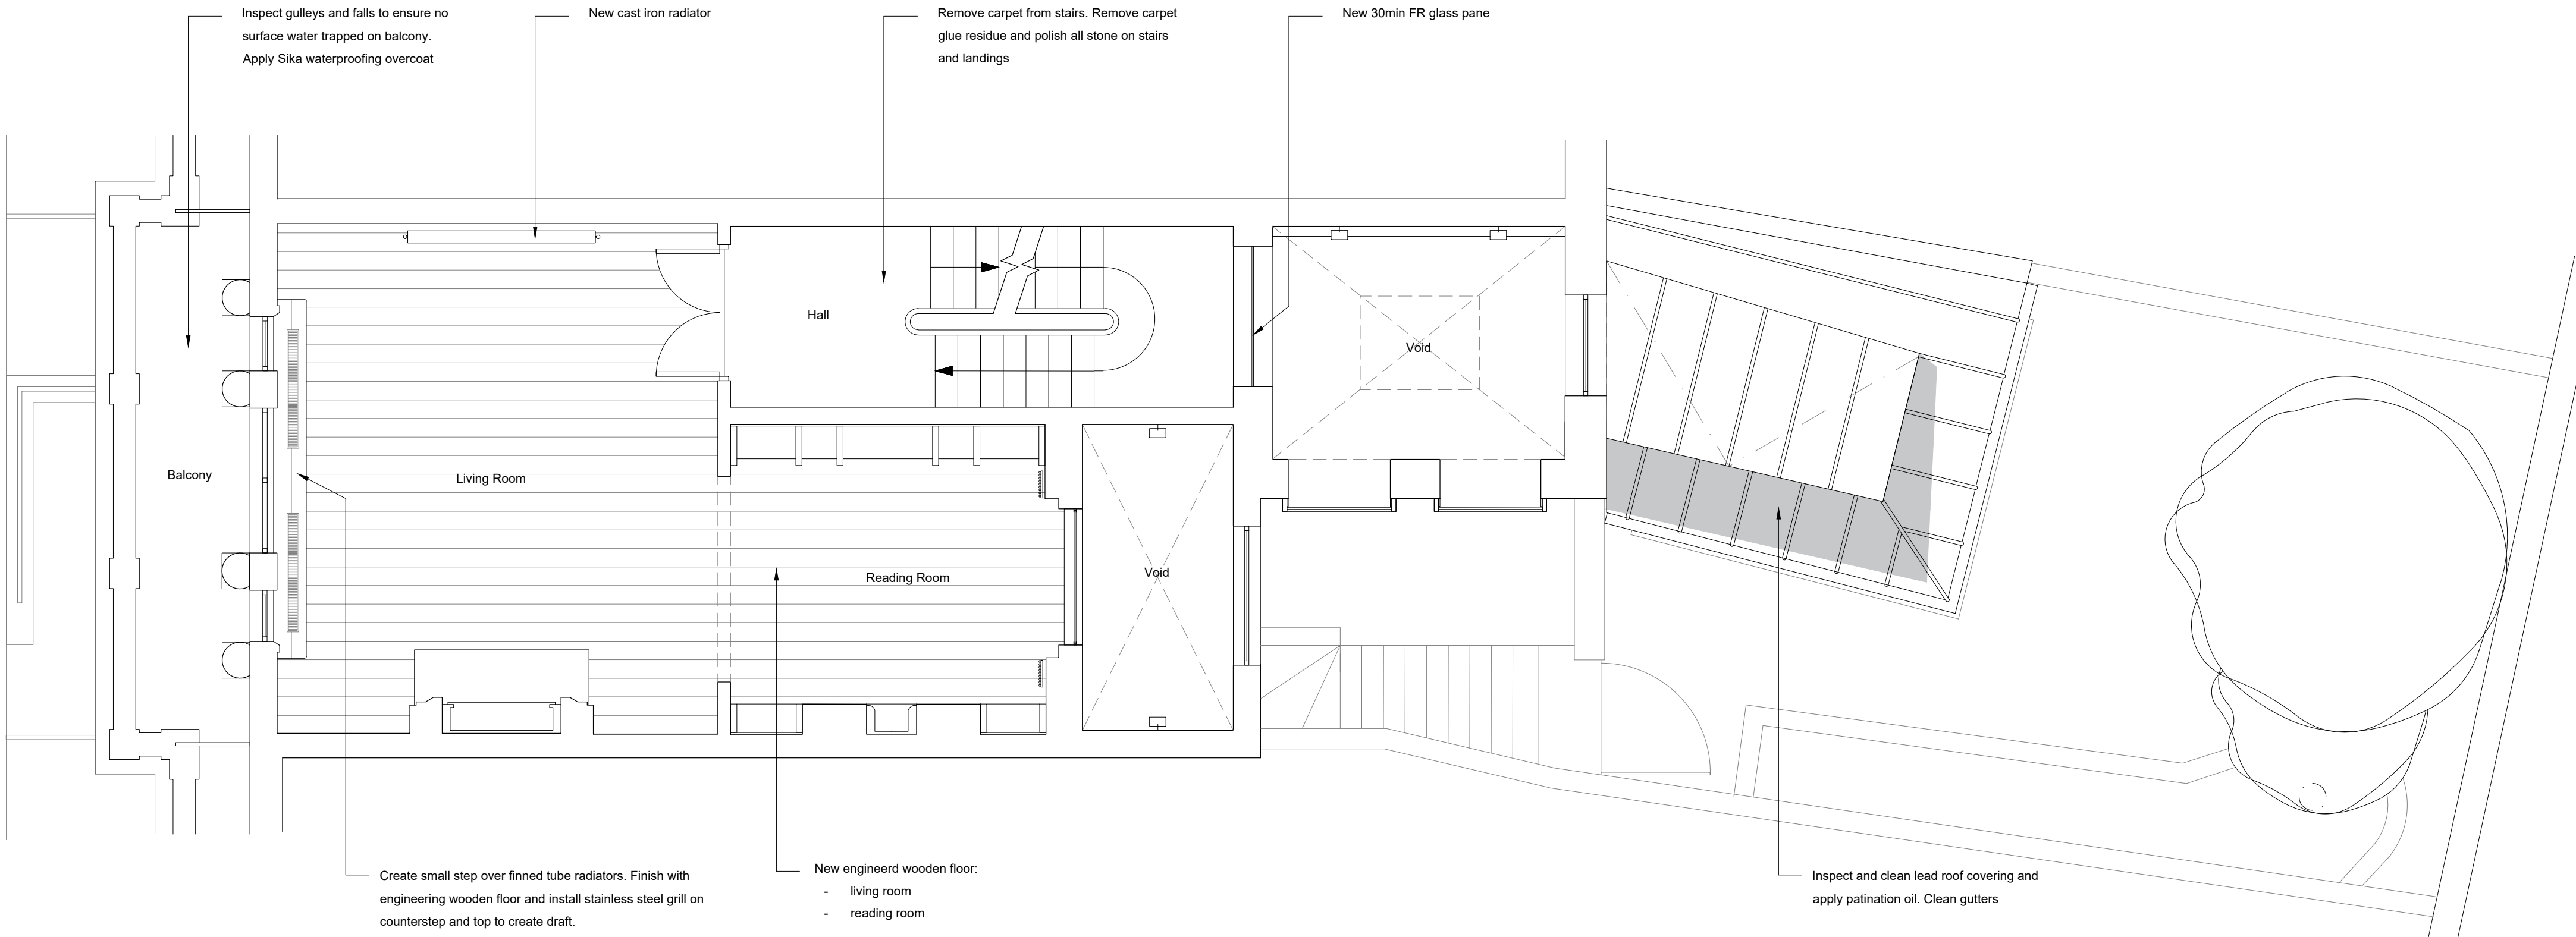 Inspect gulleys and falls to ensure no
surface water trapped on balcony.
Apply Sika waterproofing overcoat
New cast iron radiator
Remove carpet from stairs. Remove carpet
glue residue and polish all stone on stairs
and landings
New 30min FR glass pane
Hall
Void
Balcony
Living Room
Reading Room
Void
Create small step over finned tube radiators. Finish with
engineering wooden floor and install stainless steel grill on
counterstep and top to create draft.
New engineerd wooden floor:
- living room
- reading room
Inspect and clean lead roof covering and
apply patination oil. Clean gutters